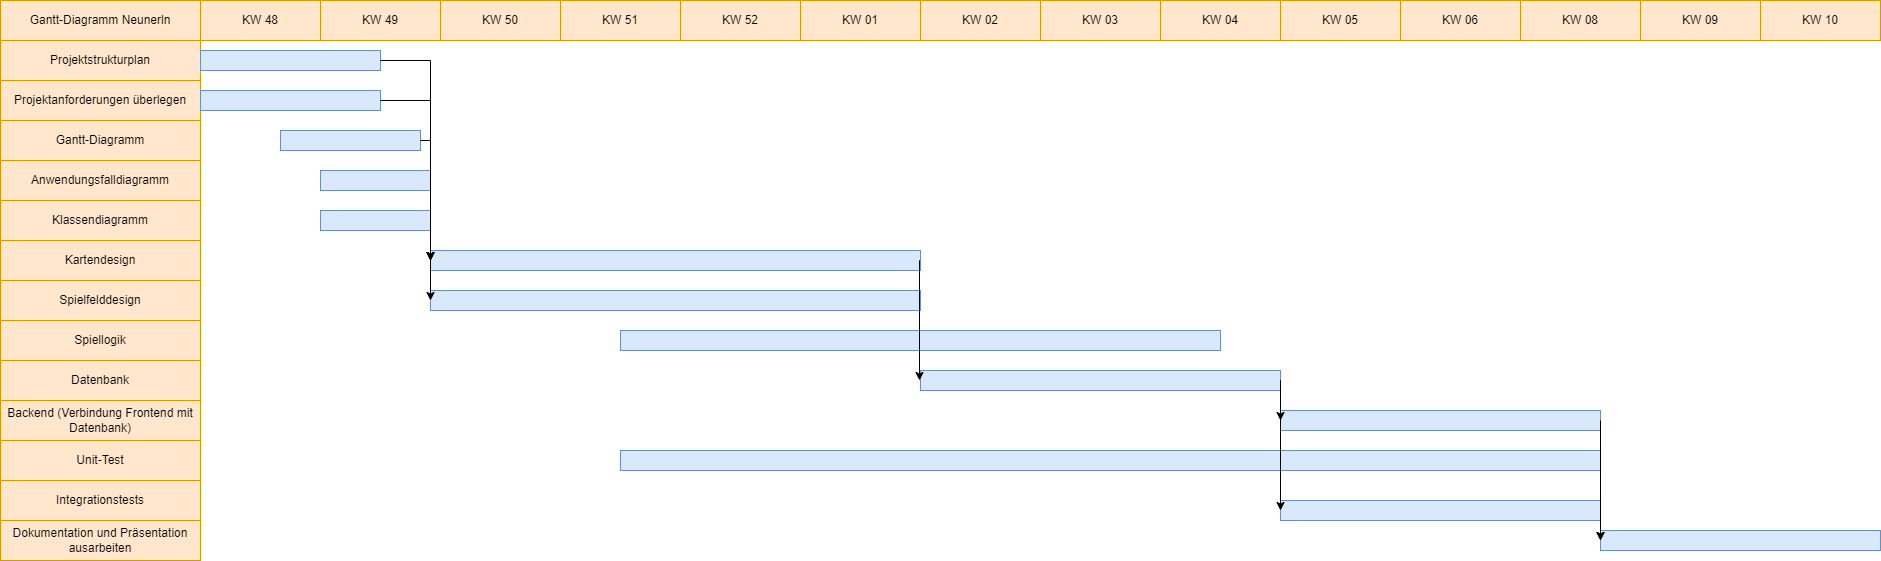 Gantt-Diagramm Neunerln
KW 48
KW 49
KW 50
KW 51
KW 52
KW 01
KW 02
KW 03
KW 04
KW 05
KW 06
KW 08
KW 09
KW 10
Projektstrukturplan
Projektanforderungen überlegen
Gantt-Diagramm
Anwendungsfalldiagramm
Klassendiagramm
Kartendesign
Spielfelddesign
Spiellogik
Datenbank
Backend (Verbindung Frontend mit
Datenbank)
Unit-Test
Integrationstests
Dokumentation und Präsentation
ausarbeiten